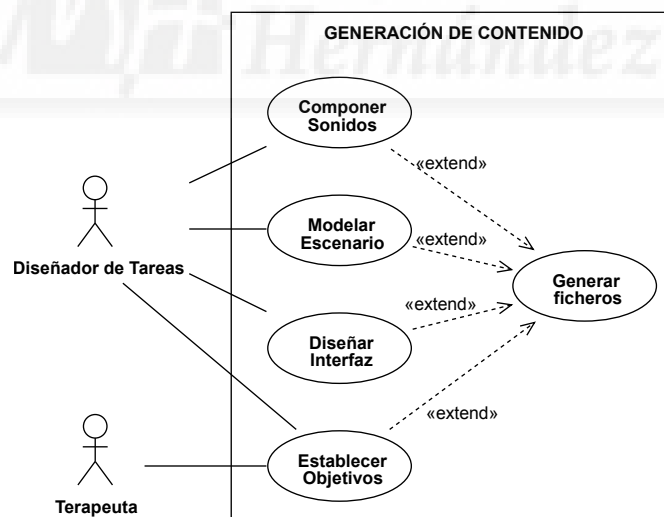 Hernández
GENERACIÓN DE CONTENIDO
Componer
Sonidos
«extend»
Modelar
Escenario
«extend»
Diseñador de Tareas
Generar
ficheros
«extend»
Diseñar
Interfaz
«extend»
Establecer
Objetivos
Terapeuta